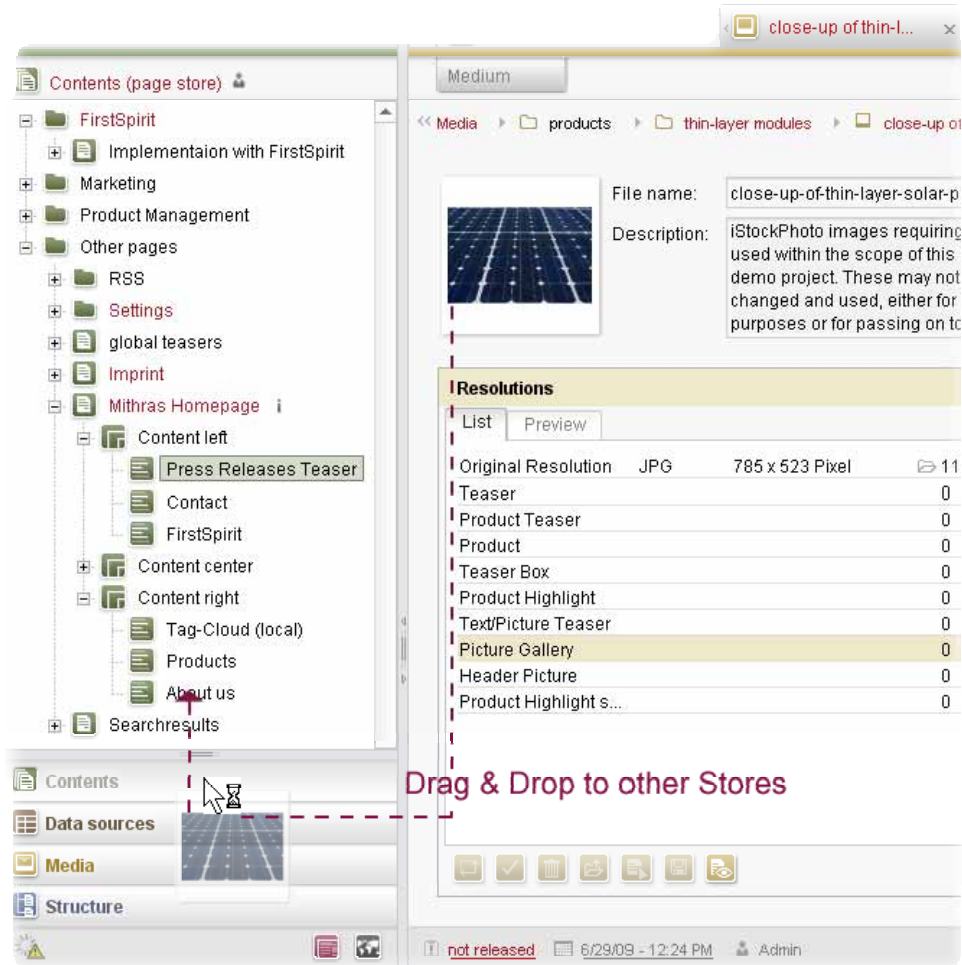 close-up of thin-l...
Contents (page store)
FirstSpirit
Implementaion with FirstSpirit
Marketing
Product Management
Other pages
RSS
Settings
global teasers
Imprint
Mithras Homepage
Content left
Press Releases Teaser
Contact
FirstSpirit
Content center
Content right
Tag-Cloud (local)
Products
About us
Searchresults
Contents
Data sources
Media
Structure
Medium
Media products thin-layer modules close-up of
File name: close-up-of-thin-layer-solar-p
Description: iStockPhoto images requiring
used within the scope of this
demo project. These may not
changed and used, either for
purposes or for passing on to
Resolutions
List Preview
Original Resolution JPG 785 x 523 Pixel 11
Teaser 0
Product Teaser 0
Product 0
Teaser Box 0
Product Highlight 0
Text/Picture Teaser 0
Picture Gallery 0
Header Picture 0
Product Highlight s... 0
Drag & Drop to other Stores
not released 6/29/09 - 12:24 PM Admin